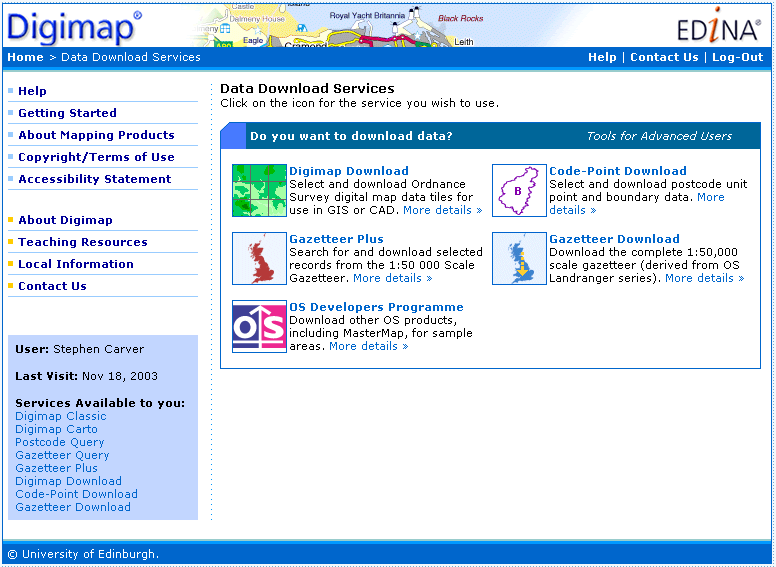 Digimap®
Castle
Dalmeny House
Royal Yacht Britannia
Black Rocks
Eagle
Cramond
Leith
EDINA®
Home > Data Download Services
Help | Contact Us | Log-Out
Help
Getting Started
About Mapping Products
Copyright/Terms of Use
Accessibility Statement
About Digimap
Teaching Resources
Local Information
Contact Us
User: Stephen Carver
Last Visit: Nov 18, 2003
Services Available to you:
Digimap Classic
Digimap Carto
Postcode Query
Gazetteer Query
Gazetteer Plus
Digimap Download
Code-Point Download
Gazetteer Download
Data Download Services
Click on the icon for the service you wish to use.
Do you want to download data?
Tools for Advanced Users
Digimap Download
Select and download Ordnance
Survey digital map data tiles for
use in GIS or CAD. More details »
Code-Point Download
B
Select and download postcode unit
point and boundary data. More
details »
Gazetteer Plus
Search for and download selected
records from the 1:50 000 Scale
Gazetteer. More details »
Gazetteer Download
Download the complete 1:50,000
scale gazetteer (derived from OS
Landranger series). More details »
OS
OS Developers Programme
Download other OS products,
including MasterMap, for sample
areas. More details »
© University of Edinburgh.